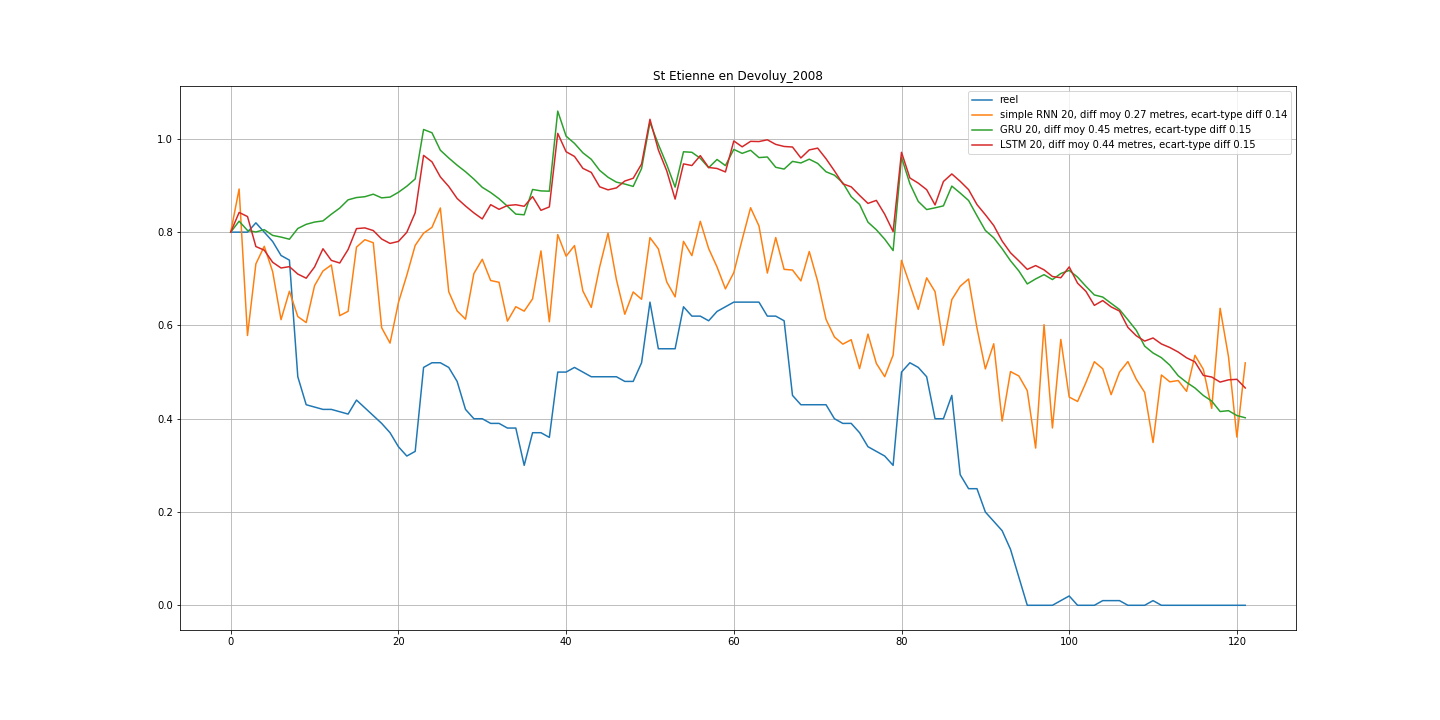 St Etienne en Devoluy_2008
reel
simple RNN 20, diff moy 0.27 metres, ecart-type diff 0.14
GRU 20, diff moy 0.45 metres, ecart-type diff 0.15
LSTM 20, diff moy 0.44 metres, ecart-type diff 0.15
1.0
0.8
0.6
0.4
0.2
0.0
0 20 40 60 80 100 120